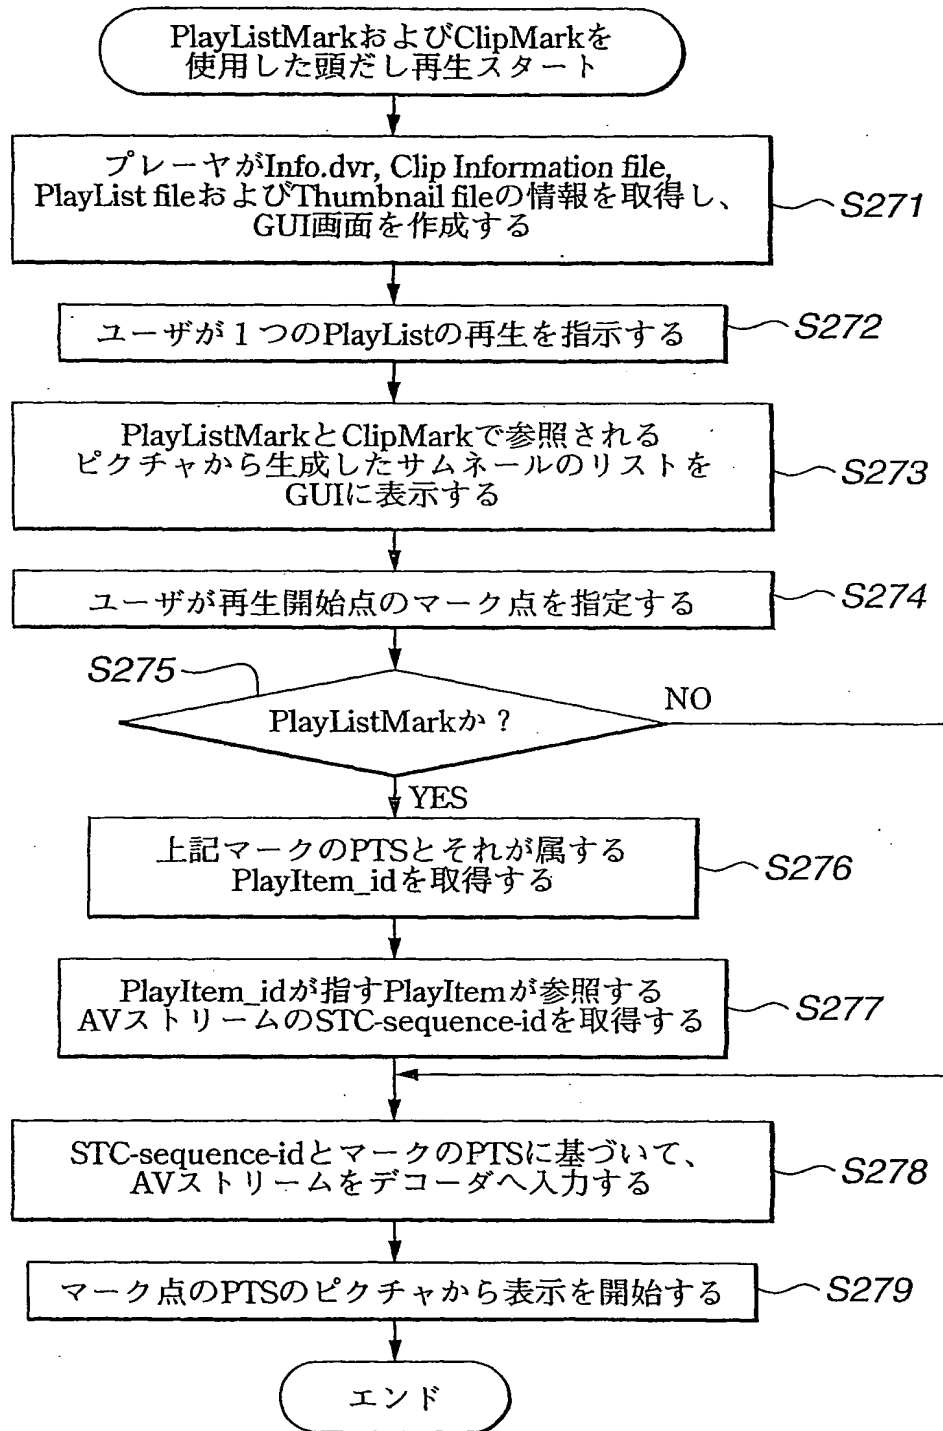 PlayListMarkおよびClipMarkを
使用した頭だし再生スタート
プレーヤがInfo.dvr, Clip Information file,
PlayList fileおよびThumbnail fileの情報を取得し、
GUI画面を作成する
S271
ユーザが１つのPlayListの再生を指示する
S272
PlayListMarkとClipMarkで参照される
ピクチャから生成したサムネールのリストを
GUIに表示する
S273
ユーザが再生開始点のマーク点を指定する
S274
S275
PlayListMarkか？
NO
YES
上記マークのPTSとそれが属する
PlayItem_idを取得する
S276
PlayItem_idが指すPlayItemが参照する
AVストリームのSTC-sequence-idを取得する
S277
STC-sequence-idとマークのPTSに基づいて、
AVストリームをデコーダへ入力する
S278
マーク点のPTSのピクチャから表示を開始する
S279
エンド